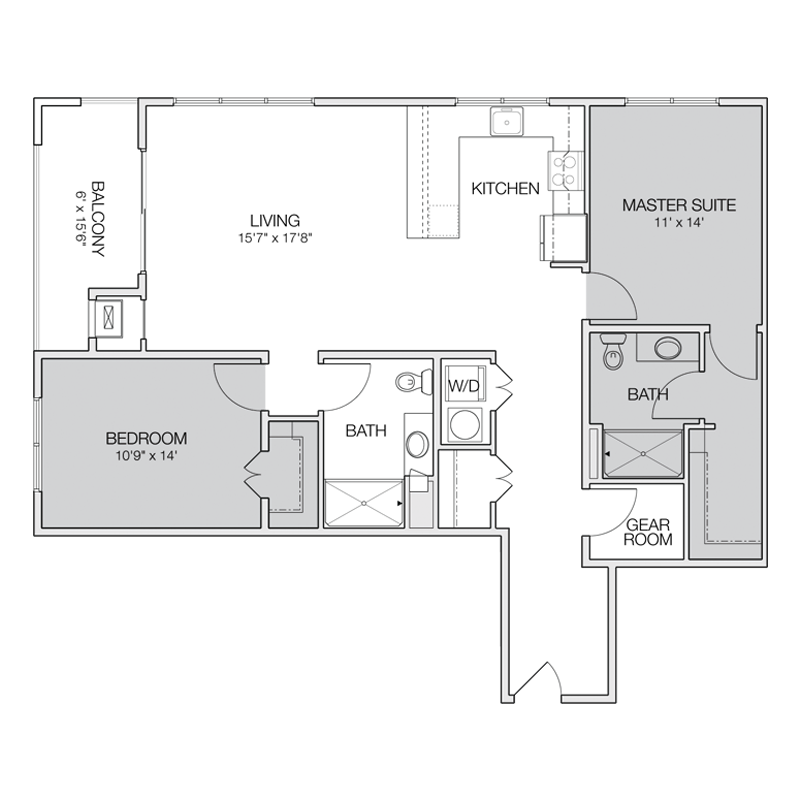 BALCONY
6' x 15'6"
LIVING
15'7" x 17'8"
KITCHEN
MASTER SUITE
11' x 14'
BEDROOM
10'9" x 14'
BATH
W/D
BATH
GEAR
ROOM